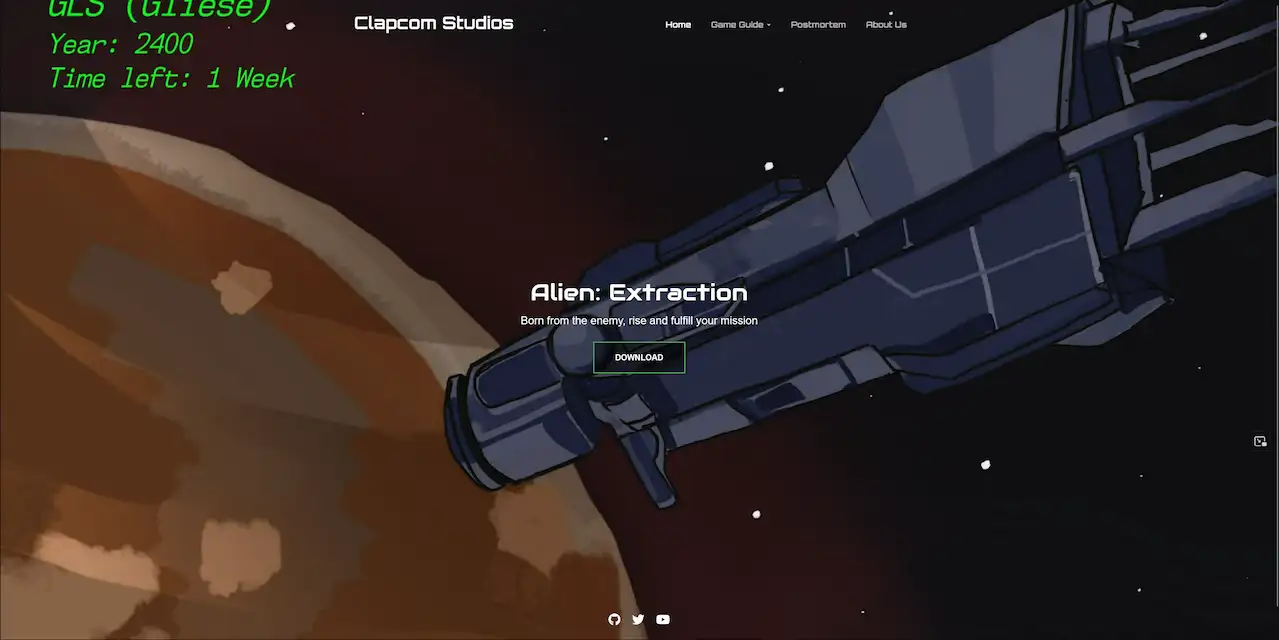 GLS (Gliese)
Year: 2400
Time left: 1 Week
Clapcom Studios
Home Game Guide Postmortem About Us
Alien: Extraction
Born from the enemy, rise and fulfill your mission
DOWNLOAD